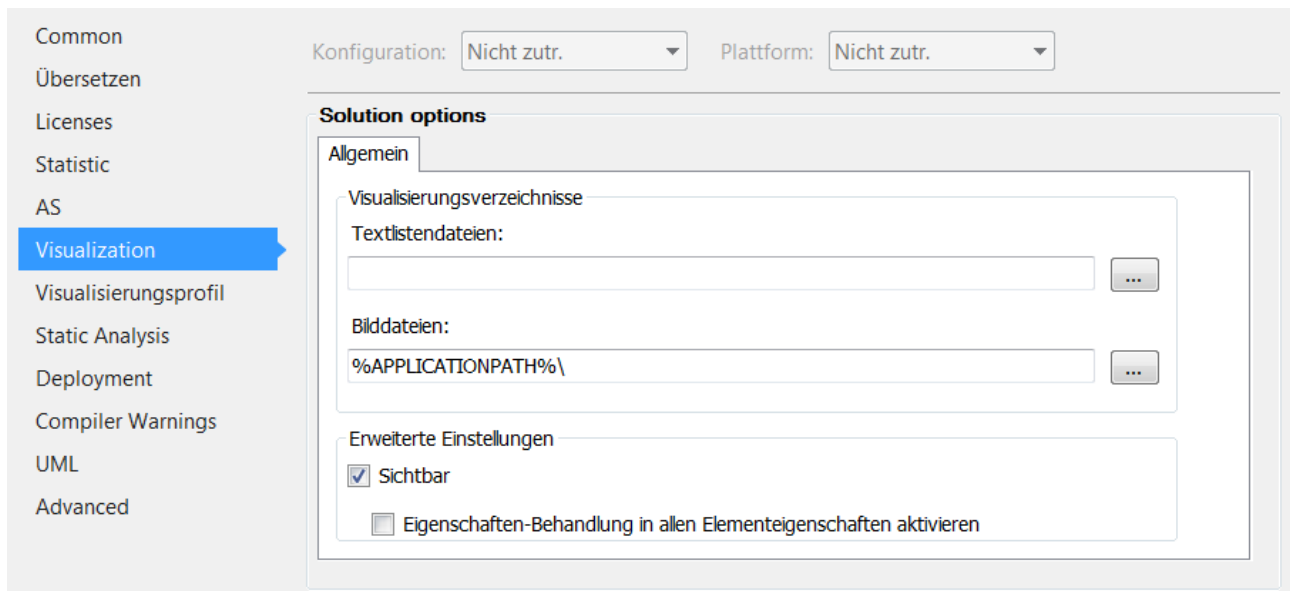 Common
Übersetzen
Licenses
Statistic
AS
Visualization
Visualisierungsprofil
Static Analysis
Deployment
Compiler Warnings
UML
Advanced
Konfiguration: Nicht zutr. Plattform: Nicht zutr.
Solution options
Allgemein
Visualisierungsverzeichnisse
Textlistendateien:
...
Bilddateien:
%APPLICATIONPATH%\ ...
Erweiterte Einstellungen
Sichtbar
Eigenschaften-Behandlung in allen Elementeigenschaften aktivieren